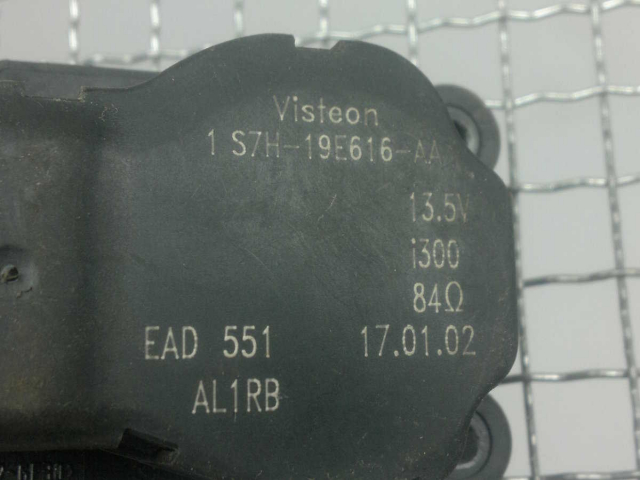 Visteon
1 S7H-19E616-AA
13.5V
i300
84Ω
EAD 551 17.01.02
AL1RB